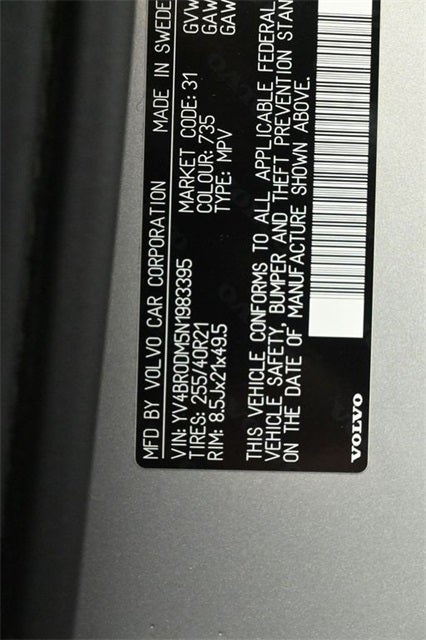 MFD BY VOLVO CAR CORPORATION MADE IN SWEDE
VIN: YV4BR0DM5N1983395 GVW
TIRES: 255/40R21 MARKET CODE: 31 GAW
RIM: 8.5Jx21x49.5 COLOUR: 735 GAW
TYPE: MPV
THIS VEHICLE CONFORMS TO ALL APPLICABLE FEDERAL
VEHICLE SAFETY, BUMPER AND THEFT PREVENTION STAN
ON THE DATE OF MANUFACTURE SHOWN ABOVE.
VOLVO